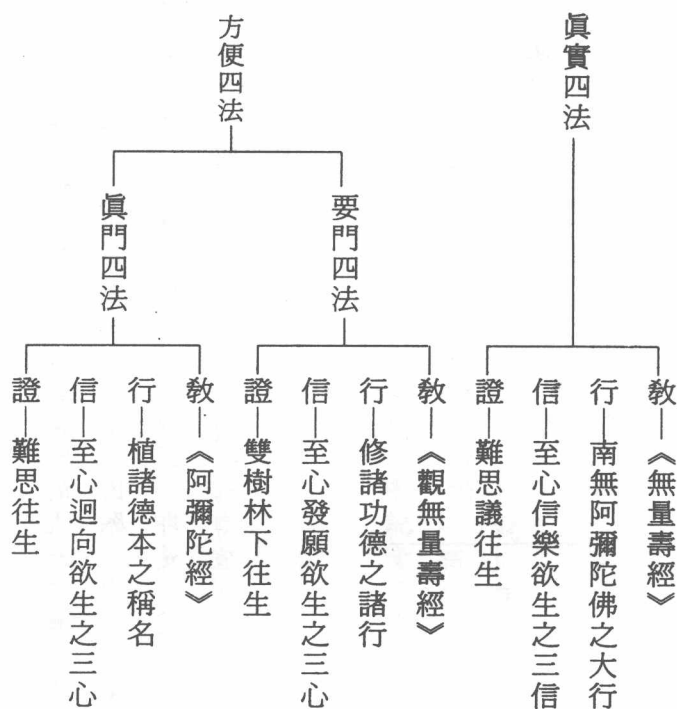 眞實四法
教—《無量壽經》
行—南無阿彌陀佛之大行
信—至心信樂欲生之三信
證—難思議往生
方便四法
要門四法
教—《觀無量壽經》
行—修諸功德之諸行
信—至心發願欲生之三心
證—雙樹林下往生
眞門四法
教—《阿彌陀經》
行—植諸德本之稱名
信—至心迴向欲生之三心
證—難思往生